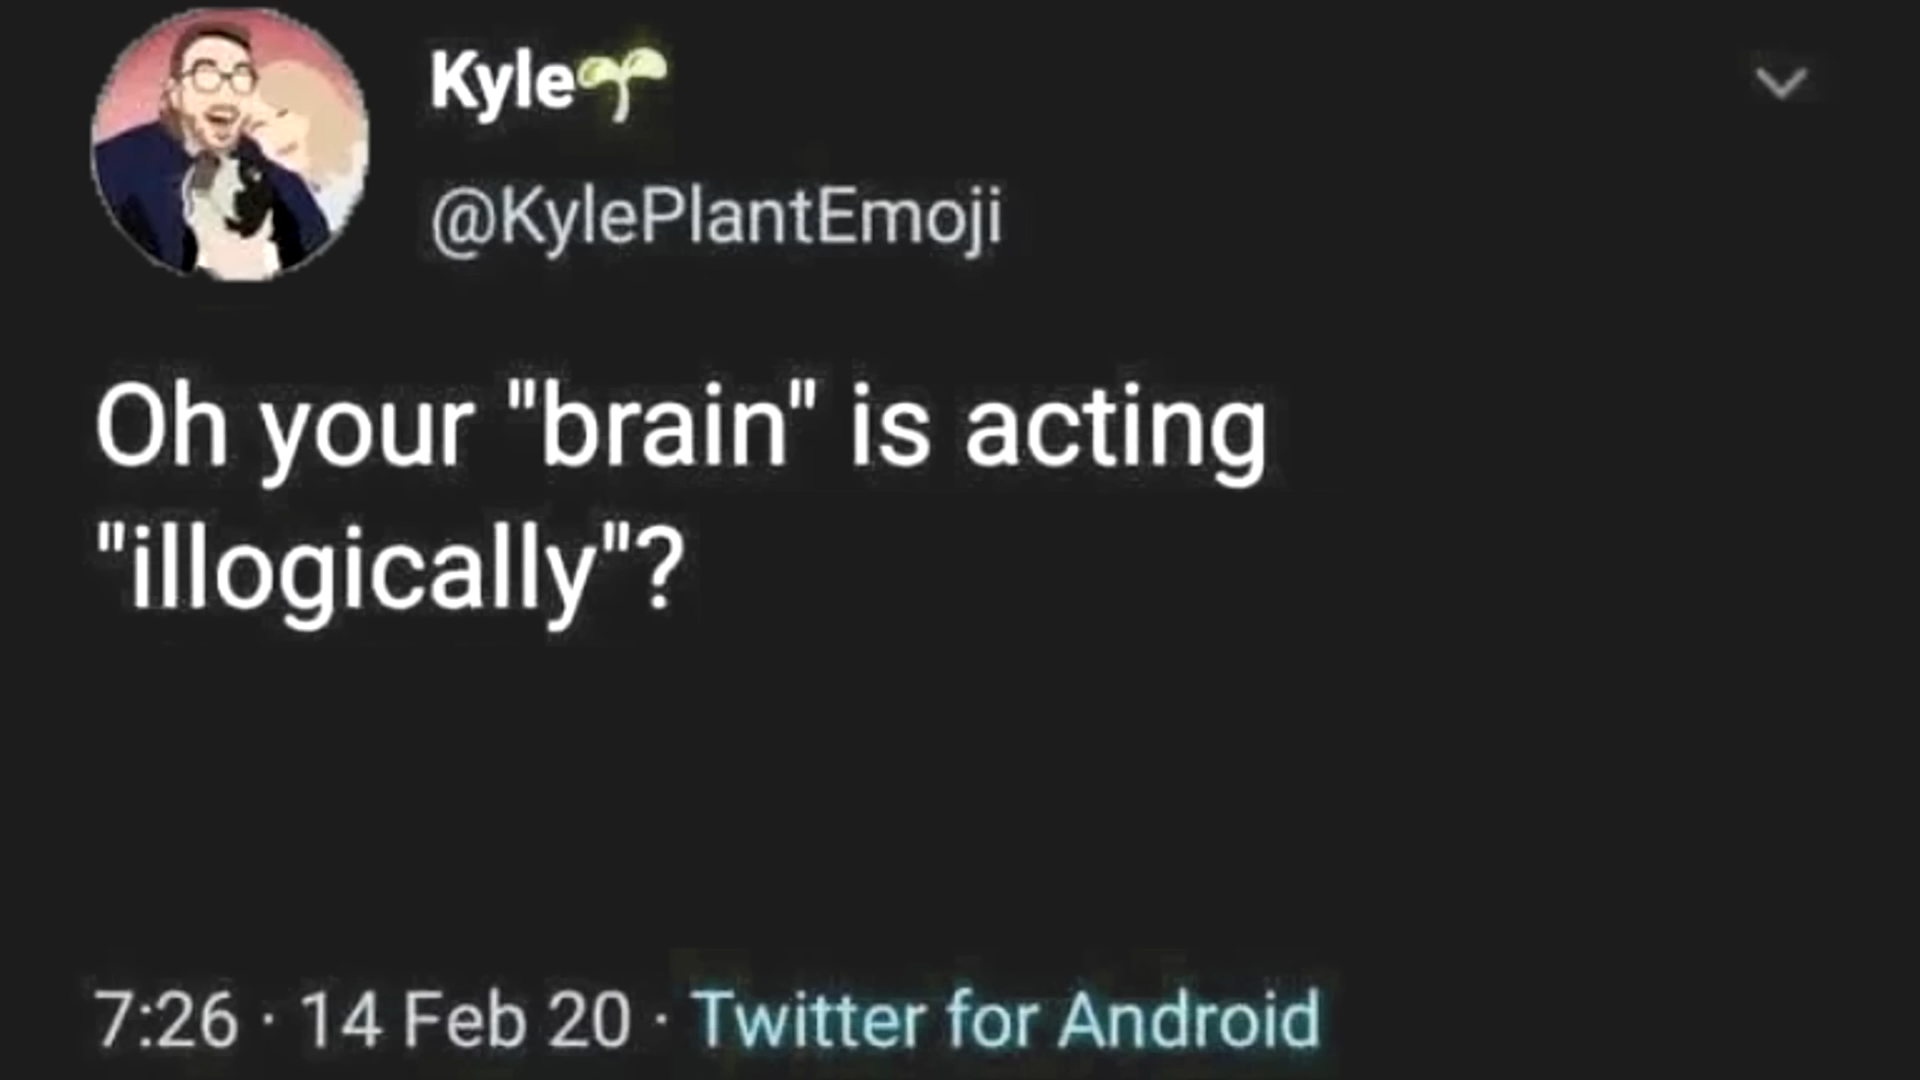 Kyle🌱
@KylePlantEmoji
Oh your "brain" is acting
"illogically"?
7:26 · 14 Feb 20 · Twitter for Android